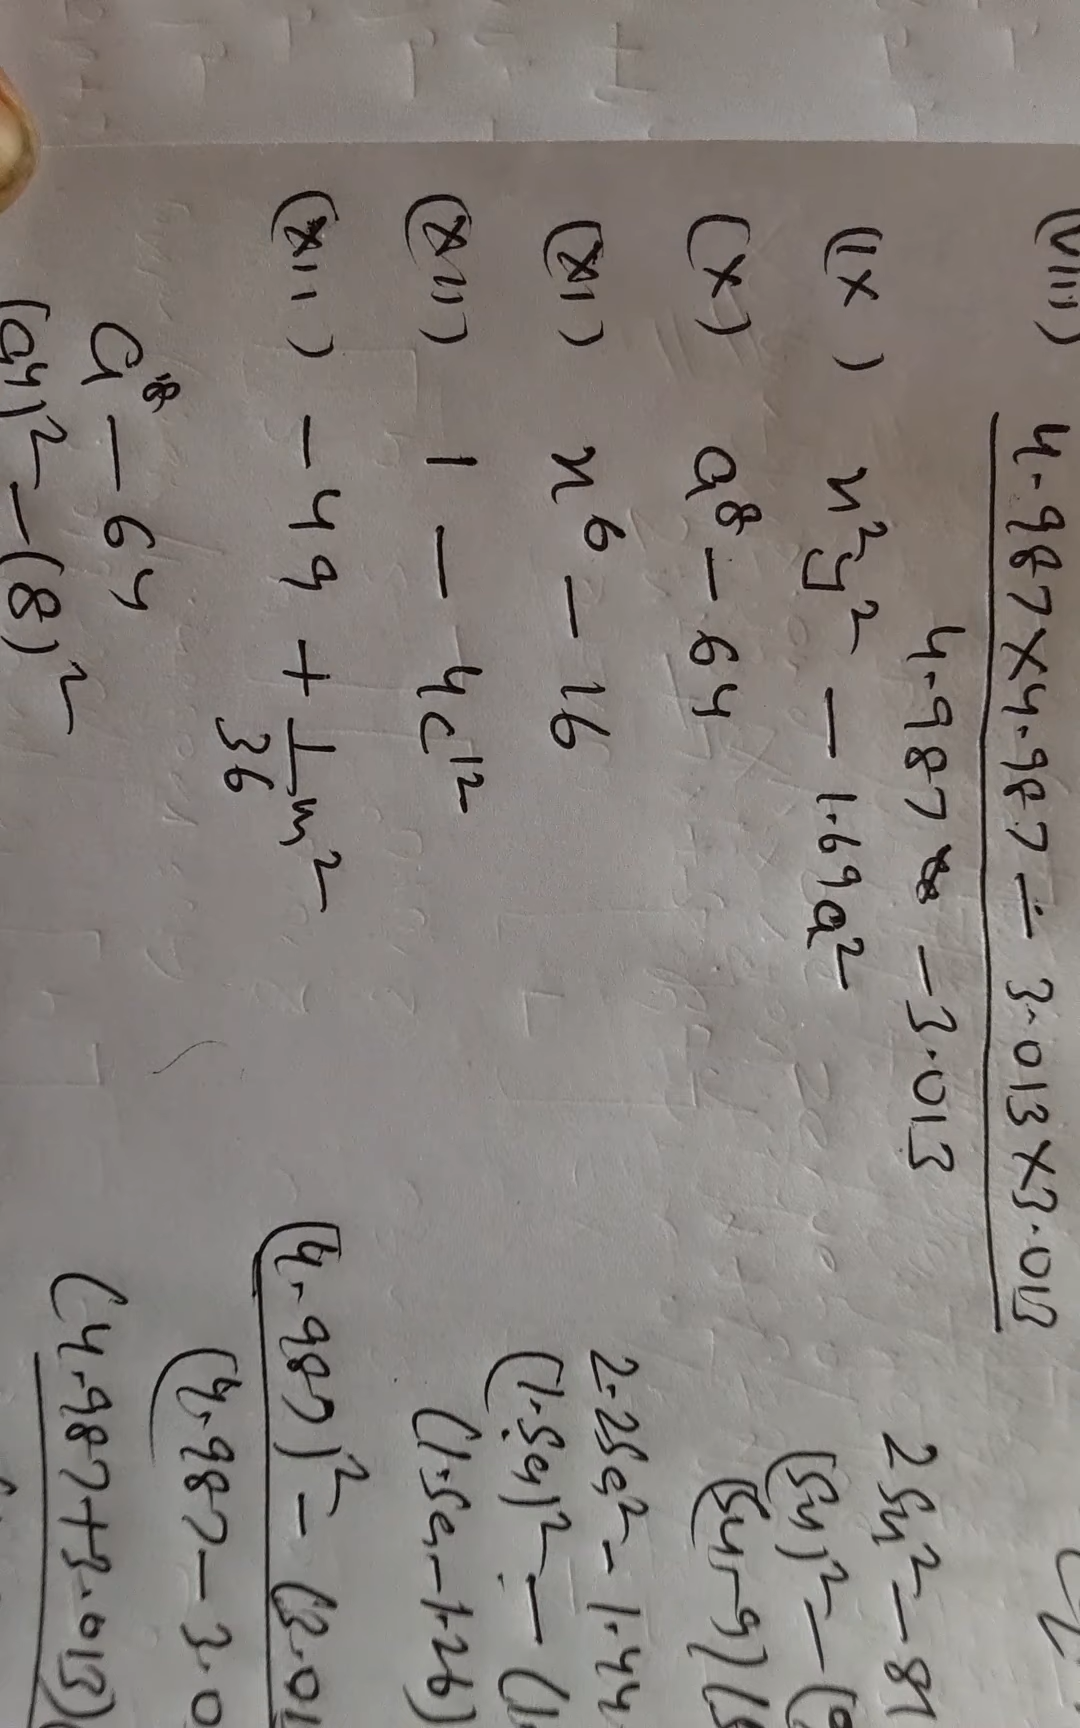 (viii) 4.987×4.987 – 3.013×3.013
4.987 – 3.013
(ix) x²y² – 1.69a²
(x) a⁸ – 64
(xi) x⁶ – 16
(xii) 1 – 4c¹²
(xiii) – 49 + 1/36 m²
a⁸ – 64
(a⁴)² – (8)²
25y² – 81
(5y)² –
(5y – 9)
2.25a² – 1.44
(1.5a)² –
(1.5a – 1.2b)
(4.987)² – (3.01
(4.987 – 3.0
(4.987+3.013)